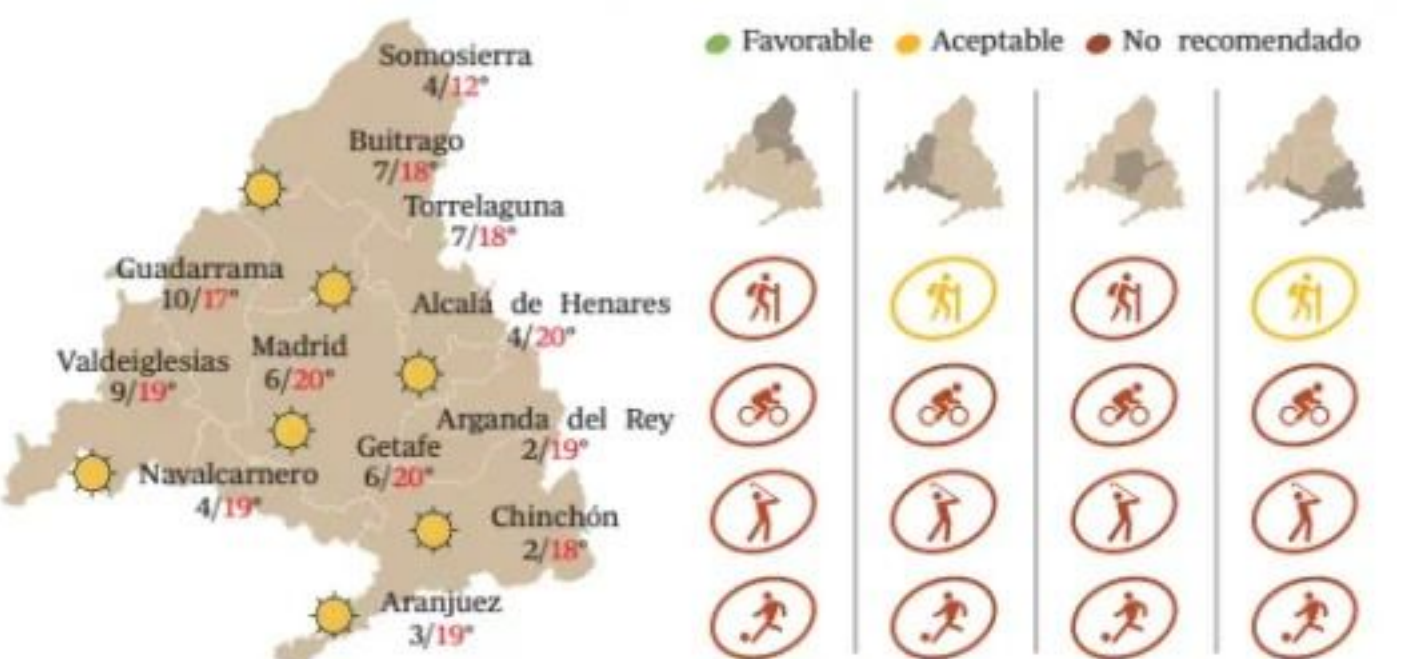 Somosierra
4/12°
Buitrago
7/18°
Torrelaguna
7/18°
Guadarrama
10/17°
Alcalá de Henares
4/20°
Madrid
6/20°
Valdeiglesias
9/19°
Arganda del Rey
2/19°
Getafe
6/20°
Navalcarnero
4/19°
Chinchón
2/18°
Aranjuez
3/19°
Favorable Aceptable No recomendado